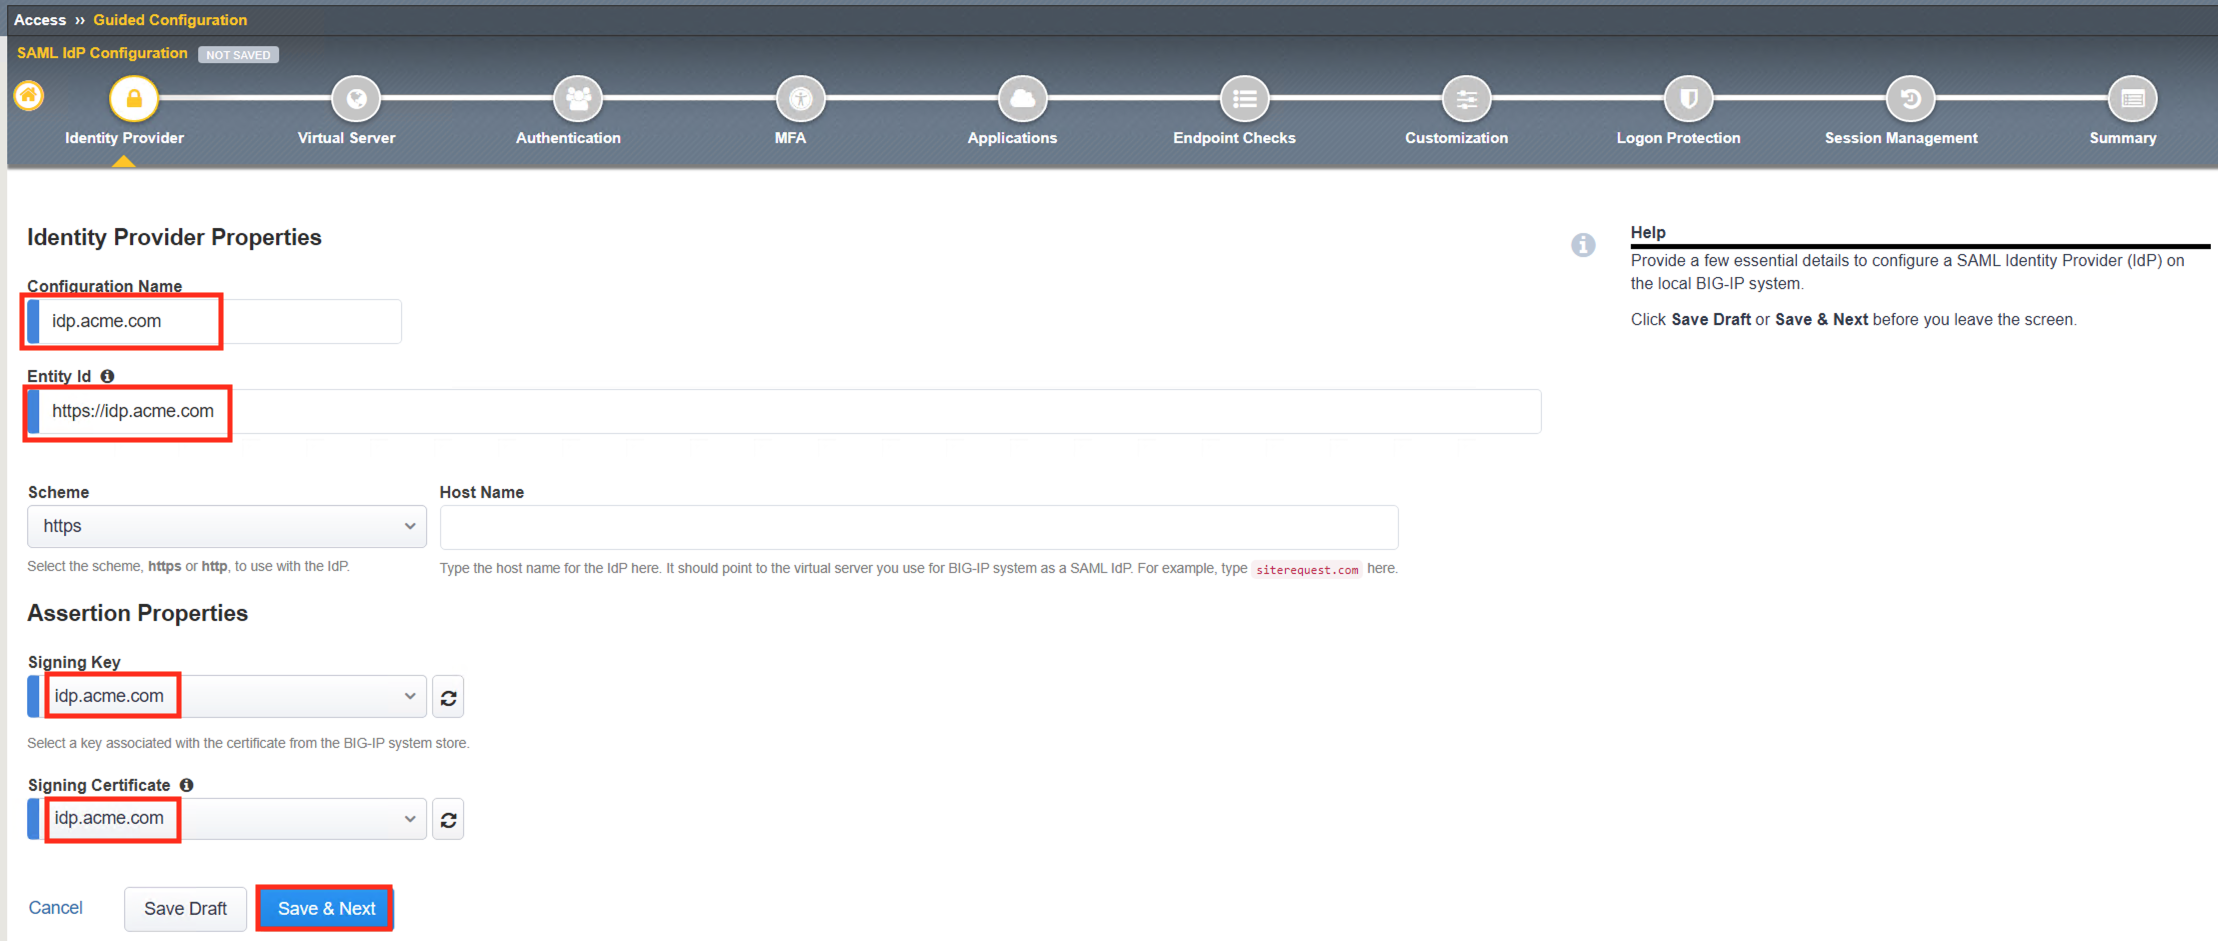 Access » Guided Configuration
SAML IdP Configuration NOT SAVED
Identity Provider Virtual Server Authentication MFA Applications Endpoint Checks Customization Logon Protection Session Management Summary
Identity Provider Properties
Configuration Name
idp.acme.com
Entity Id
https://idp.acme.com
Scheme Host Name
https
Select the scheme, https or http, to use with the IdP.
Type the host name for the IdP here. It should point to the virtual server you use for BIG-IP system as a SAML IdP. For example, type siterequest.com here.
Assertion Properties
Signing Key
idp.acme.com
Select a key associated with the certificate from the BIG-IP system store.
Signing Certificate
idp.acme.com
Cancel Save Draft Save & Next
Help
Provide a few essential details to configure a SAML Identity Provider (IdP) on
the local BIG-IP system.
Click Save Draft or Save & Next before you leave the screen.